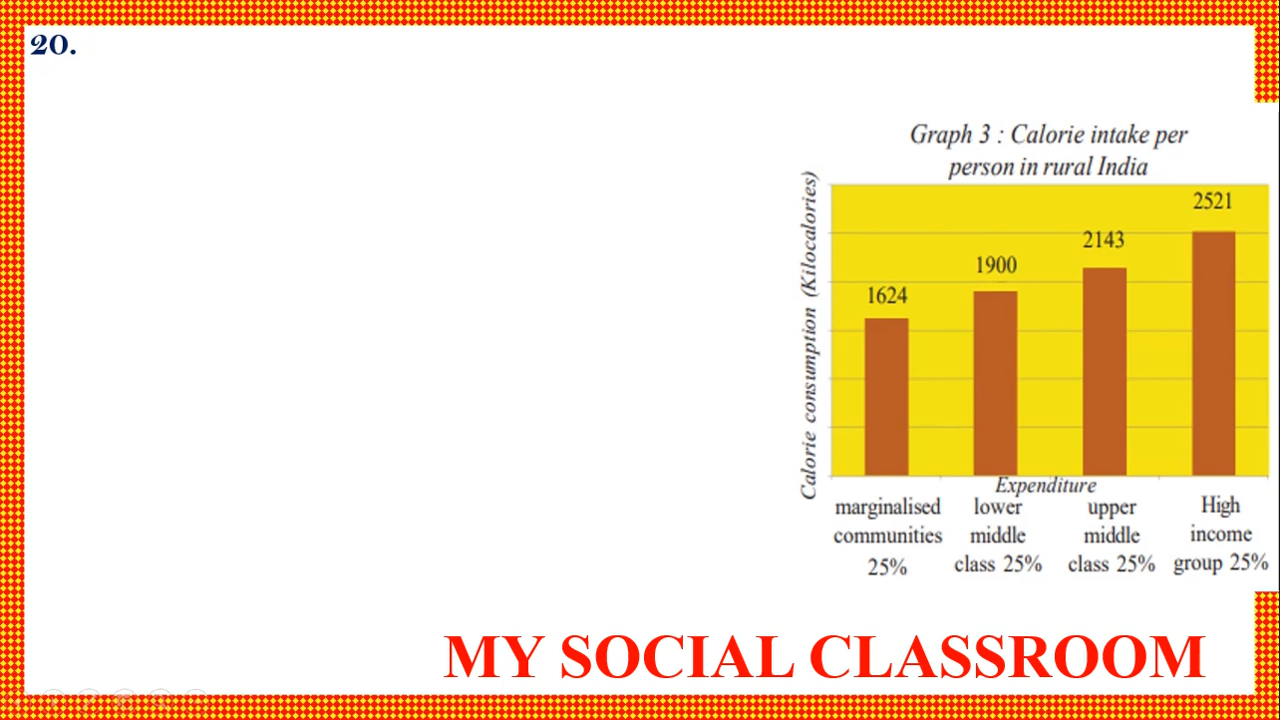 20.
Graph 3 : Calorie intake per
person in rural India
Calorie consumption (Kilocalories)
1624
1900
2143
2521
Expenditure
marginalised
communities
25%
lower
middle
class 25%
upper
middle
class 25%
High
income
group 25%
MY SOCIAL CLASSROOM